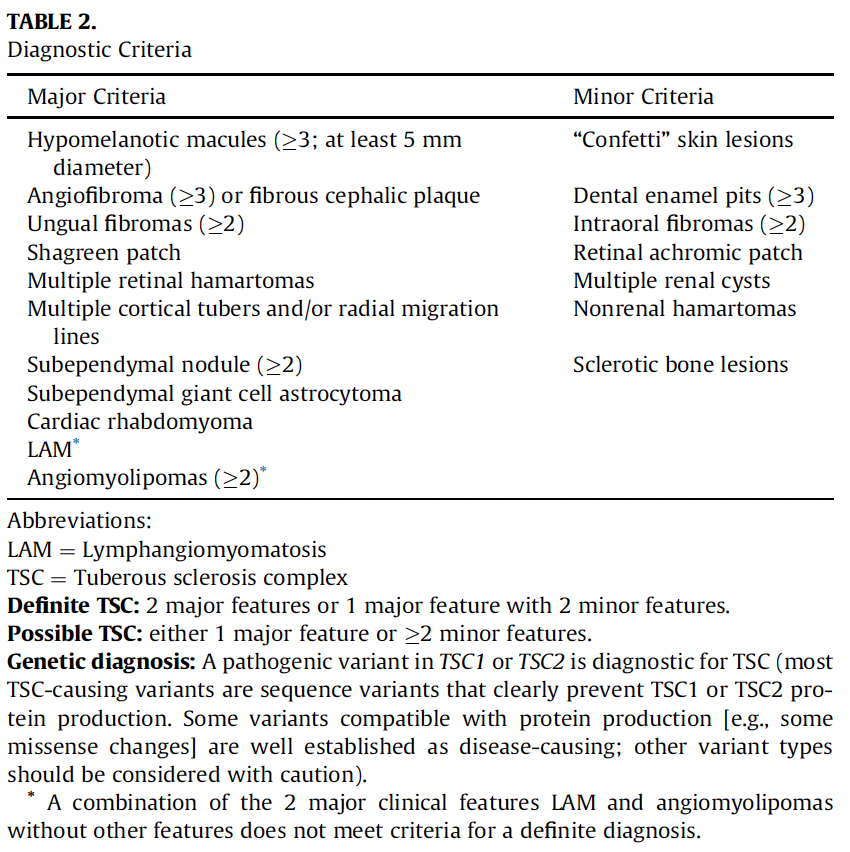 TABLE 2.
Diagnostic Criteria
Major Criteria Minor Criteria
Hypomelanotic macules (≥3; at least 5 mm “Confetti” skin lesions
diameter)
Angiofibroma (≥3) or fibrous cephalic plaque Dental enamel pits (≥3)
Ungual fibromas (≥2) Intraoral fibromas (≥2)
Shagreen patch Retinal achromic patch
Multiple retinal hamartomas Multiple renal cysts
Multiple cortical tubers and/or radial migration Nonrenal hamartomas
lines
Subependymal nodule (≥2) Sclerotic bone lesions
Subependymal giant cell astrocytoma
Cardiac rhabdomyoma
LAM*
Angiomyolipomas (≥2)*
Abbreviations:
LAM = Lymphangiomyomatosis
TSC = Tuberous sclerosis complex
Definite TSC: 2 major features or 1 major feature with 2 minor features.
Possible TSC: either 1 major feature or ≥2 minor features.
Genetic diagnosis: A pathogenic variant in TSC1 or TSC2 is diagnostic for TSC (most
TSC-causing variants are sequence variants that clearly prevent TSC1 or TSC2 pro-
tein production. Some variants compatible with protein production [e.g., some
missense changes] are well established as disease-causing; other variant types
should be considered with caution).
* A combination of the 2 major clinical features LAM and angiomyolipomas
without other features does not meet criteria for a definite diagnosis.